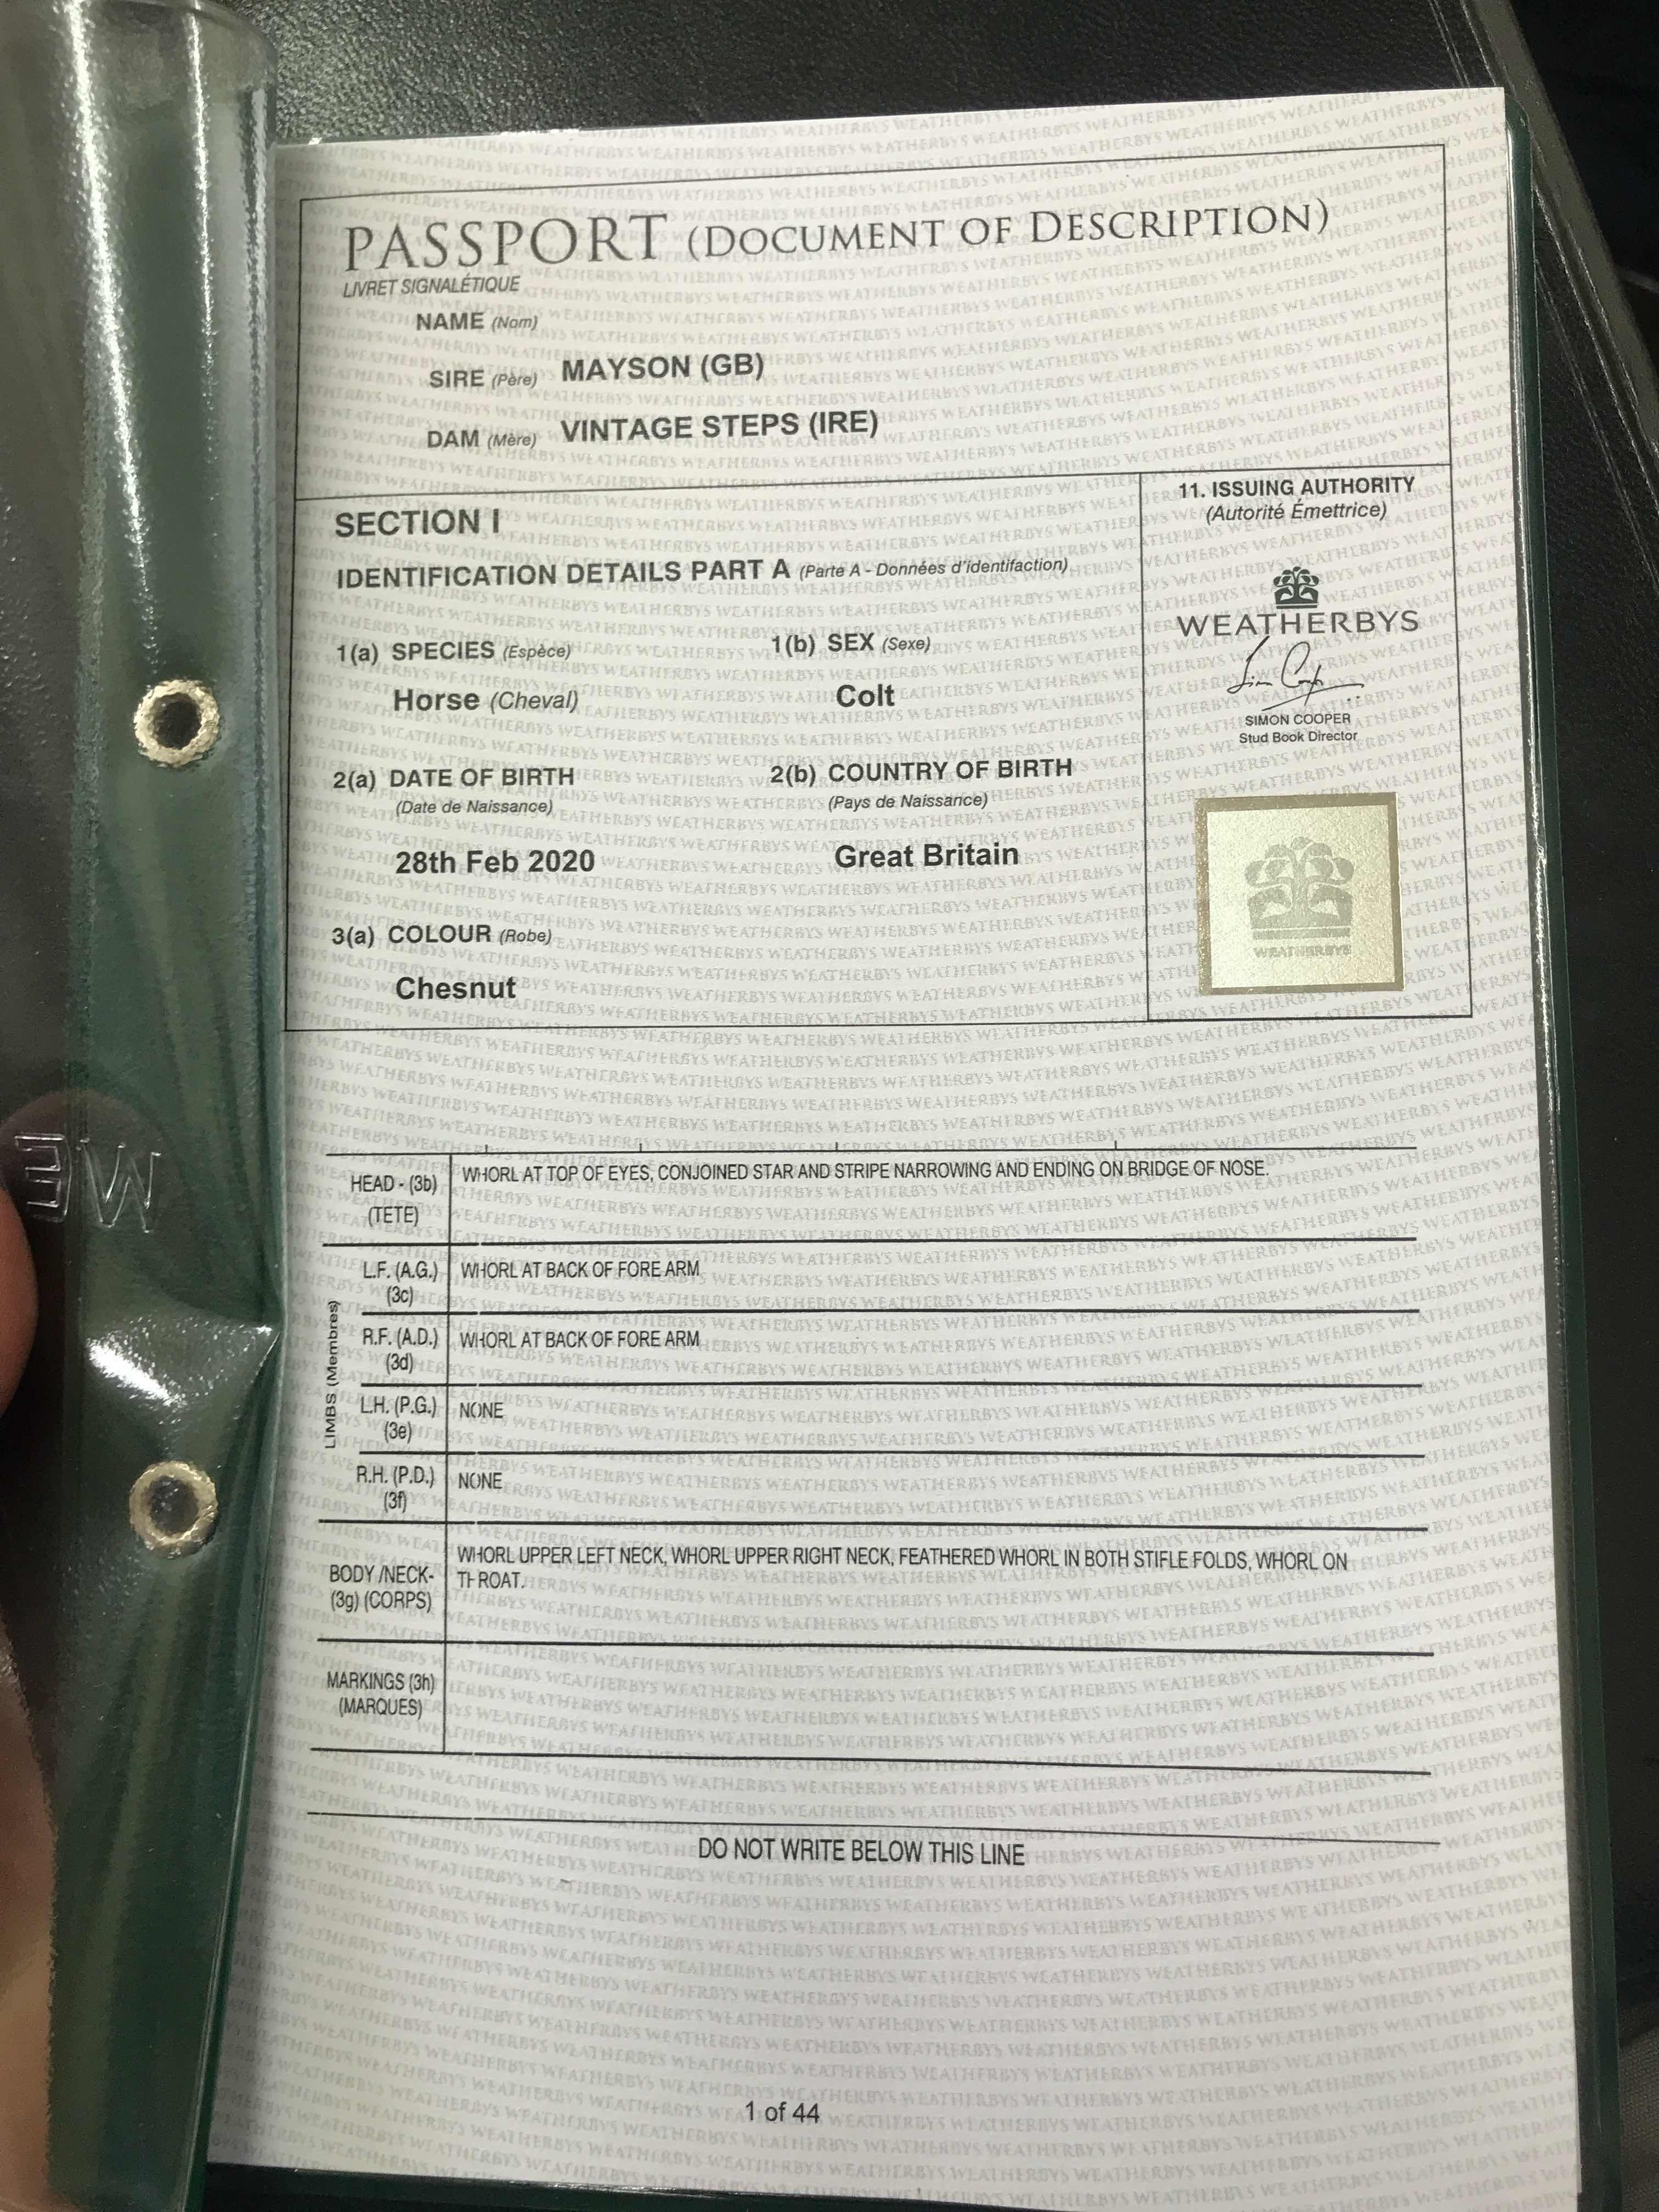 PASSPORT (DOCUMENT OF DESCRIPTION)
LIVRET SIGNALÉTIQUE
NAME (Nom)
SIRE (Père) MAYSON (GB)
DAM (Mère) VINTAGE STEPS (IRE)
SECTION I
IDENTIFICATION DETAILS PART A (Parte A - Données d'identifaction)
1(a) SPECIES (Espèce) 1(b) SEX (Sexe)
Horse (Cheval) Colt
2(a) DATE OF BIRTH 2(b) COUNTRY OF BIRTH
(Date de Naissance) (Pays de Naissance)
28th Feb 2020 Great Britain
3(a) COLOUR (Robe)
Chesnut
11. ISSUING AUTHORITY
(Autorité Émettrice)
WEATHERBYS
SIMON COOPER
Stud Book Director
WEATHERBYS
HEAD - (3b) WHORL AT TOP OF EYES, CONJOINED STAR AND STRIPE NARROWING AND ENDING ON BRIDGE OF NOSE.
(TETE)
LIMBS (Membres)
L.F. (A.G.) WHORL AT BACK OF FORE ARM
(3c)
R.F. (A.D.) WHORL AT BACK OF FORE ARM
(3d)
L.H. (P.G.) NONE
(3e)
R.H. (P.D.) NONE
(3f)
BODY /NECK- WHORL UPPER LEFT NECK, WHORL UPPER RIGHT NECK, FEATHERED WHORL IN BOTH STIFLE FOLDS, WHORL ON
(3g) (CORPS) THROAT.
MARKINGS (3h)
(MARQUES)
DO NOT WRITE BELOW THIS LINE
1 of 44